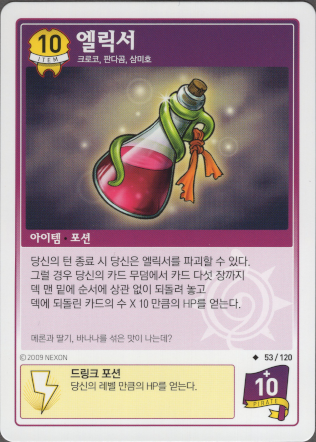 10
ITEM
엘릭서
크로코, 판다곰, 삼미호
아이템 · 포션
당신의 턴 종료 시 당신은 엘릭서를 파괴할 수 있다.
그럴 경우 당신의 카드 무덤에서 카드 다섯 장까지
덱 맨 밑에 순서에 상관 없이 되돌려 놓고
덱에 되돌린 카드의 수 X 10 만큼의 HP를 얻는다.
메론과 딸기, 바나나를 섞은 맛이 나는데?
©2009 NEXON
◆ 53 / 120
드링크 포션
당신의 레벨 만큼의 HP를 얻는다.
+
10
PIRATE